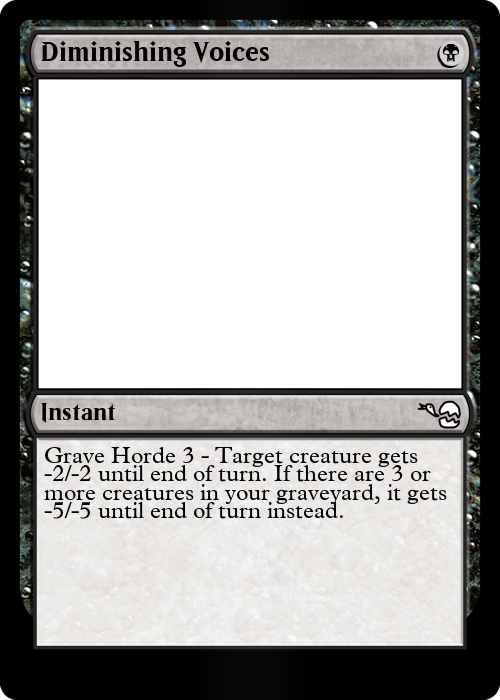 Diminishing Voices
Instant
Grave Horde 3 - Target creature gets
-2/-2 until end of turn. If there are 3 or
more creatures in your graveyard, it gets
-5/-5 until end of turn instead.